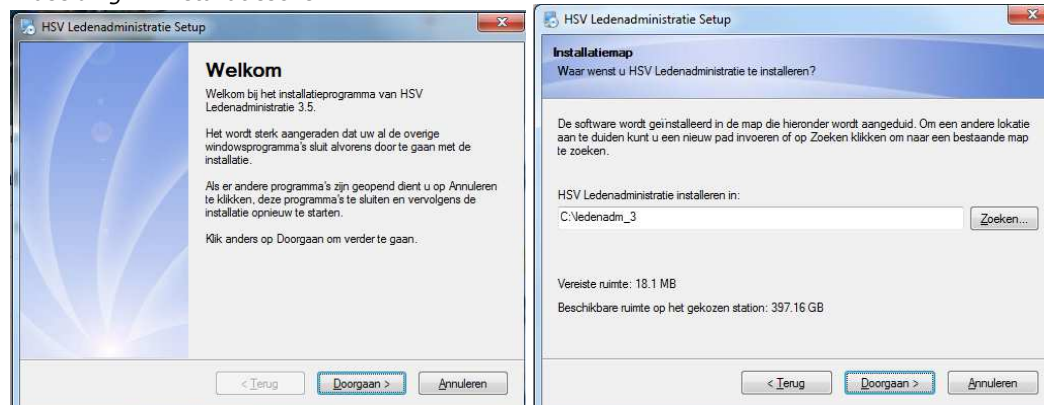 HSV Ledenadministratie Setup
Welkom
Welkom bij het installatieprogramma van HSV
Ledenadministratie 3.5.
Het wordt sterk aangeraden dat uw al de overige
windowsprogramma's sluit alvorens door te gaan met de
installatie.
Als er andere programma's zijn geopend dient u op Annuleren
te klikken, deze programma's te sluiten en vervolgens de
installatie opnieuw te starten.
Klik anders op Doorgaan om verder te gaan.
< Terug
Doorgaan >
Annuleren
HSV Ledenadministratie Setup
Installatiemap
Waar wenst u HSV Ledenadministratie te installeren?
De software wordt geïnstalleerd in de map die hieronder wordt aangeduid. Om een andere lokatie
aan te duiden kunt u een nieuw pad invoeren of op Zoeken klikken om naar een bestaande map
te zoeken.
HSV Ledenadministratie installeren in:
C:\ledenadm_3
Zoeken...
Vereiste ruimte: 18.1 MB
Beschikbare ruimte op het gekozen station: 397.16 GB
< Terug
Doorgaan >
Annuleren